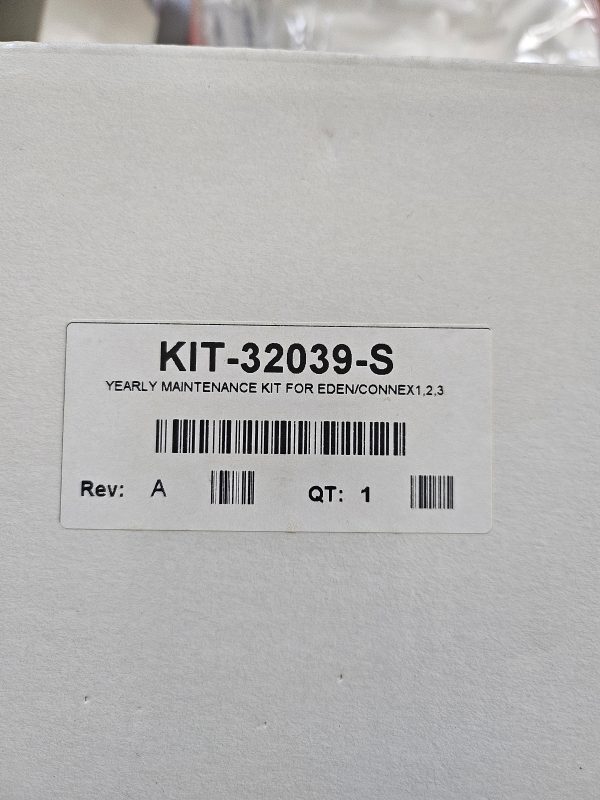 KIT-32039-S
YEARLY MAINTENANCE KIT FOR EDEN/CONNEX1,2,3
Rev: A QT: 1